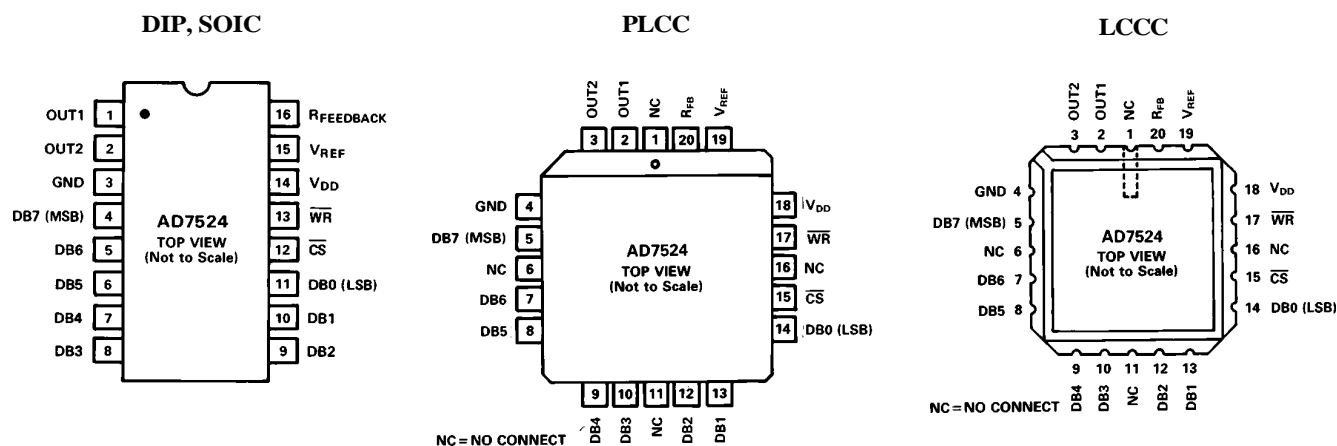 DIP, SOIC
OUT1 1
OUT2 2
GND 3
DB7 (MSB) 4
DB6 5
DB5 6
DB4 7
DB3 8
16 RFEEDBACK
15 VREF
14 VDD
13 W̅R̅
12 C̅S̅
11 DB0 (LSB)
10 DB1
9 DB2
AD7524
TOP VIEW
(Not to Scale)
PLCC
OUT2 OUT1 NC RFB VREF
3 2 1 20 19
GND 4
DB7 (MSB) 5
NC 6
DB6 7
DB5 8
18 VDD
17 W̅R̅
16 NC
15 C̅S̅
14 DB0 (LSB)
AD7524
TOP VIEW
(Not to Scale)
9 10 11 12 13
DB4 DB3 NC DB2 DB1
NC = NO CONNECT
LCCC
OUT2 OUT1 NC RFB VREF
3 2 1 20 19
GND 4
DB7 (MSB) 5
NC 6
DB6 7
DB5 8
18 VDD
17 W̅R̅
16 NC
15 C̅S̅
14 DB0 (LSB)
AD7524
TOP VIEW
(Not to Scale)
9 10 11 12 13
DB4 DB3 NC DB2 DB1
NC = NO CONNECT